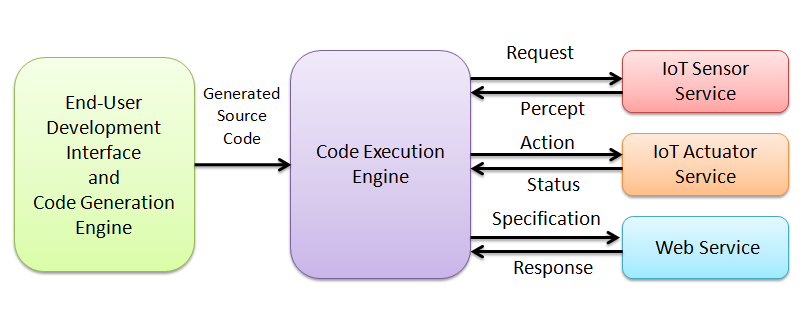 End-User
Development
Interface
and
Code Generation
Engine
Generated
Source
Code
Code Execution
Engine
Request
Percept
Action
Status
Specification
Response
IoT Sensor
Service
IoT Actuator
Service
Web Service